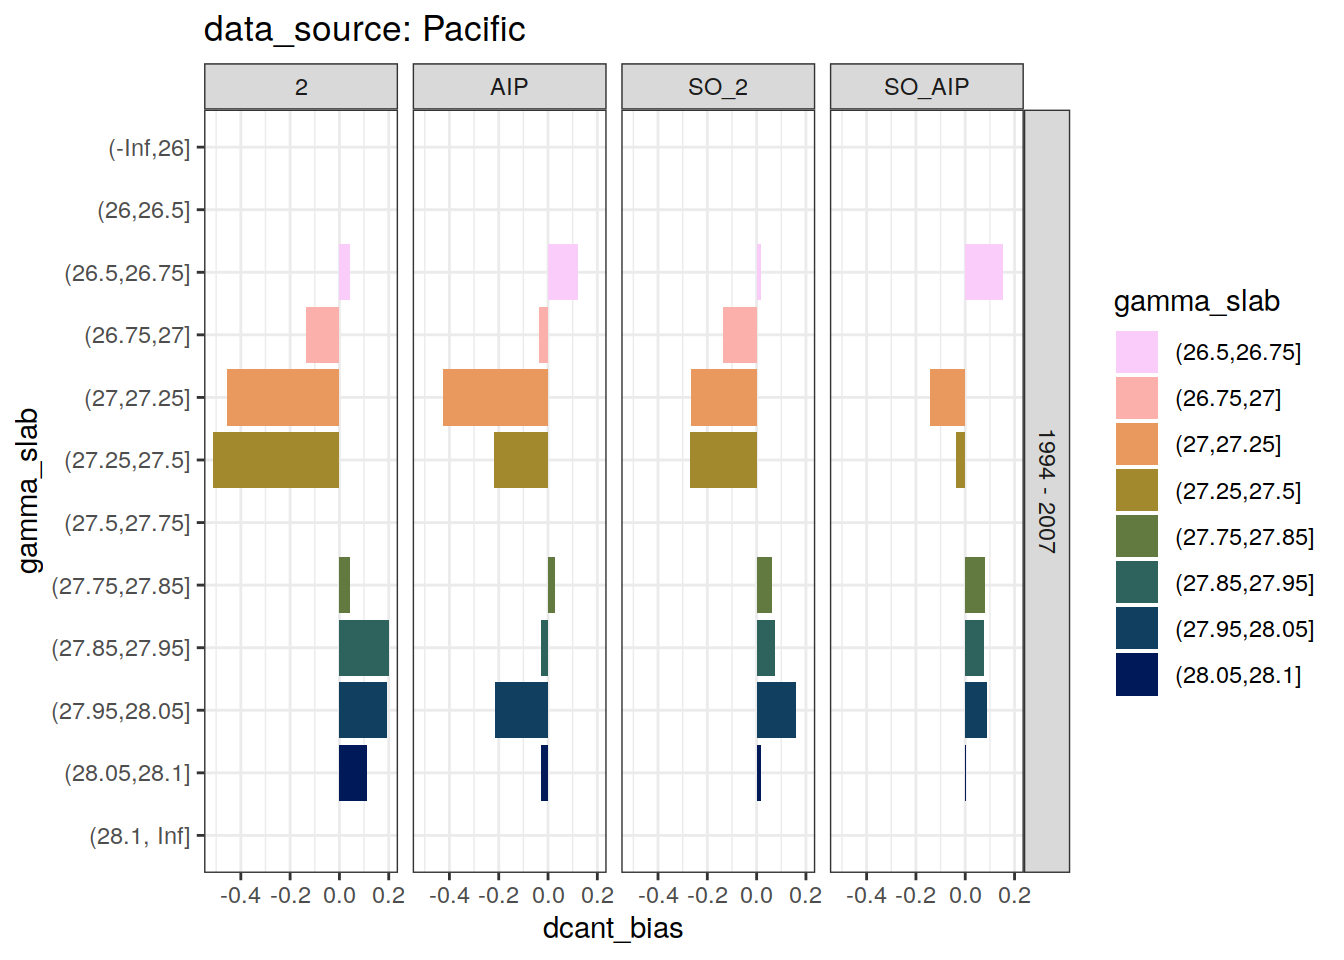 data_source: Pacific
2 AIP SO_2 SO_AIP
(-Inf,26]
(26,26.5]
(26.5,26.75]
(26.75,27]
(27,27.25]
(27.25,27.5]
(27.5,27.75]
(27.75,27.85]
(27.85,27.95]
(27.95,28.05]
(28.05,28.1]
(28.1, Inf]
gamma_slab
-0.4 -0.2 0.0 0.2 -0.4 -0.2 0.0 0.2 -0.4 -0.2 0.0 0.2 -0.4 -0.2 0.0 0.2
dcant_bias
1994 - 2007
gamma_slab
(26.5,26.75]
(26.75,27]
(27,27.25]
(27.25,27.5]
(27.75,27.85]
(27.85,27.95]
(27.95,28.05]
(28.05,28.1]